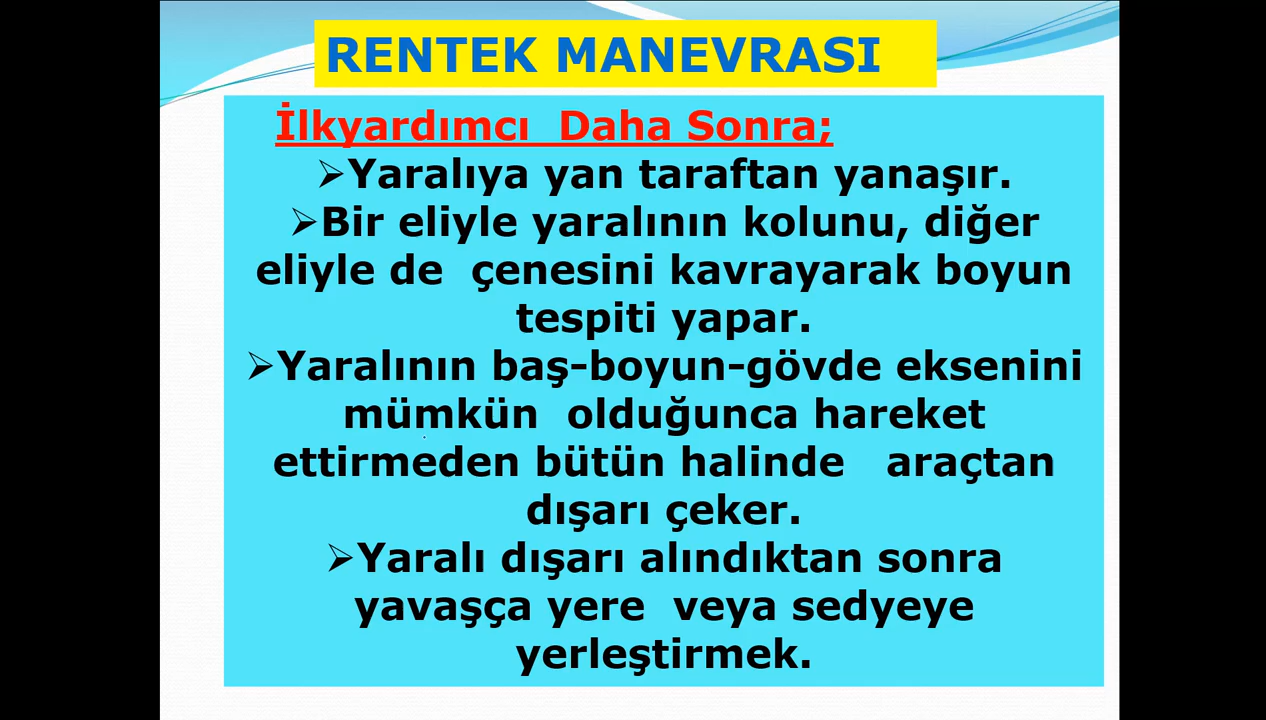 RENTEK MANEVRASI
İlkyardımcı Daha Sonra;
➢Yaralıya yan taraftan yanaşır.
➢Bir eliyle yaralının kolunu, diğer
eliyle de çenesini kavrayarak boyun
tespiti yapar.
➢Yaralının baş-boyun-gövde eksenini
mümkün olduğunca hareket
ettirmeden bütün halinde araçtan
dışarı çeker.
➢Yaralı dışarı alındıktan sonra
yavaşça yere veya sedyeye
yerleştirmek.